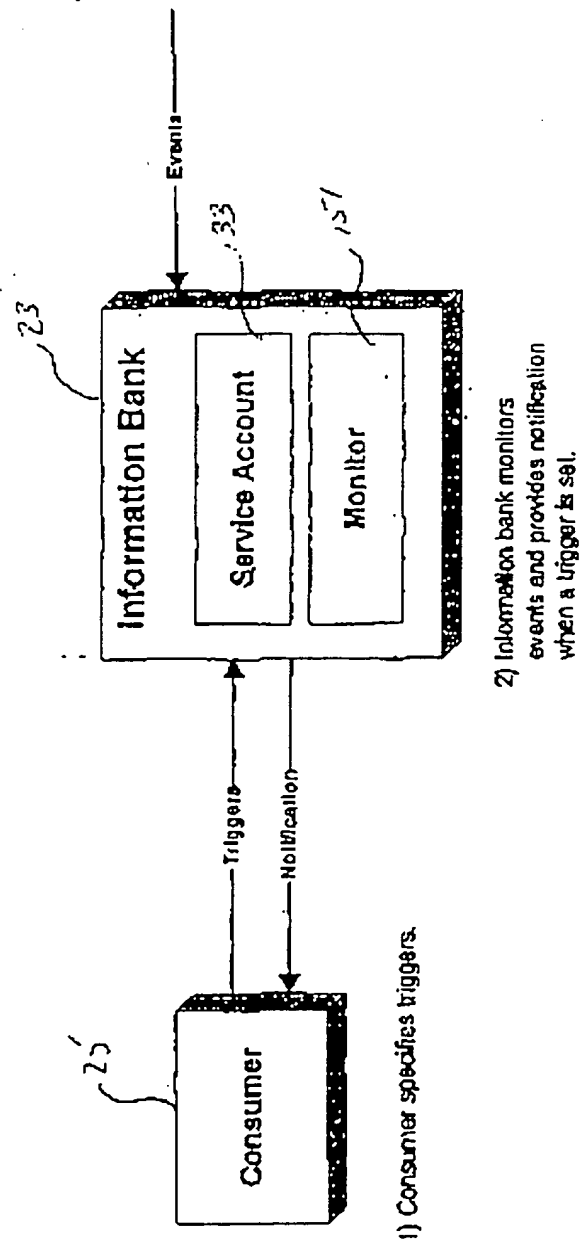 23
Information Bank
Events
Service Account
33
Monitor
151
Triggers
Notification
25
Consumer
1) Consumer specifies triggers.
2) Information bank monitors
events and provides notification
when a trigger is set.